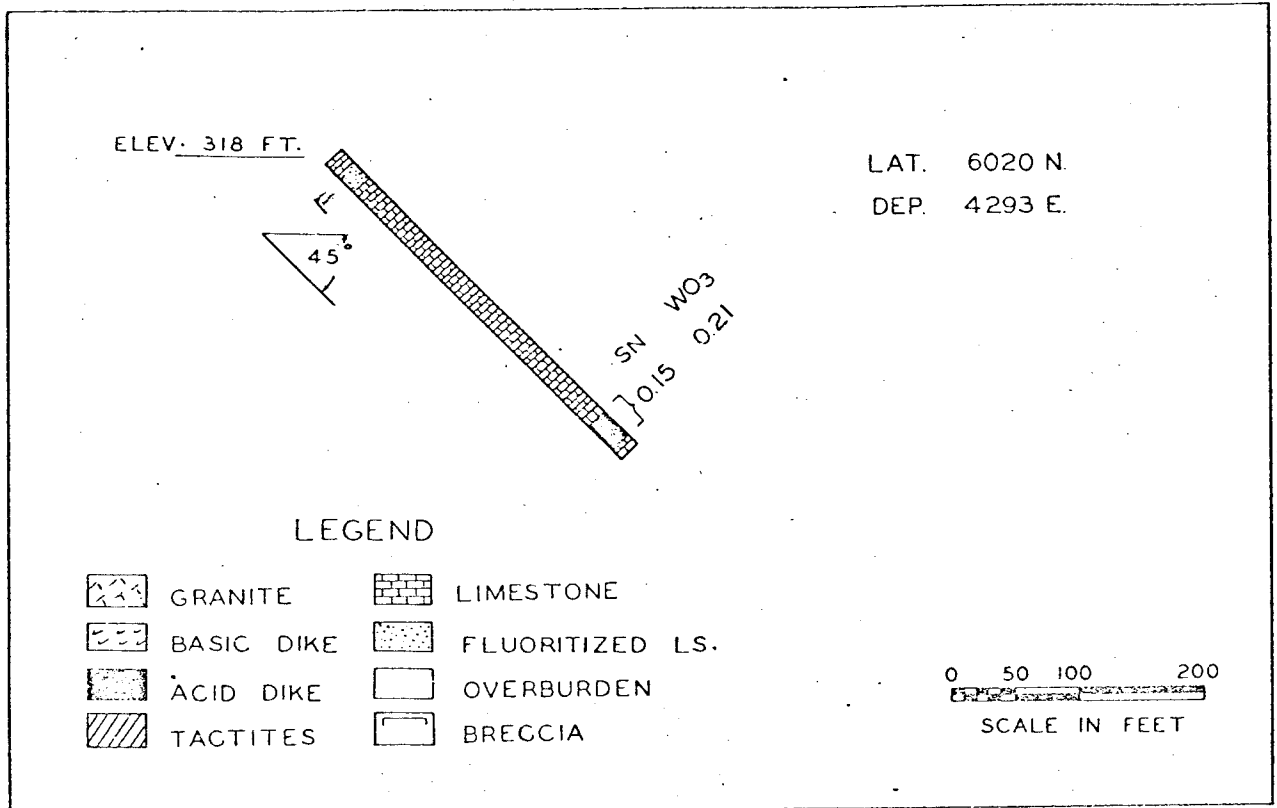 ELEV. 318 FT.
LAT. 6020 N.
DEP. 4293 E.
45°
SN WO3
0.15 0.21
LEGEND
GRANITE
LIMESTONE
BASIC DIKE
FLUORITIZED LS.
ACID DIKE
OVERBURDEN
TACTITES
BRECCIA
0 50 100 200
SCALE IN FEET